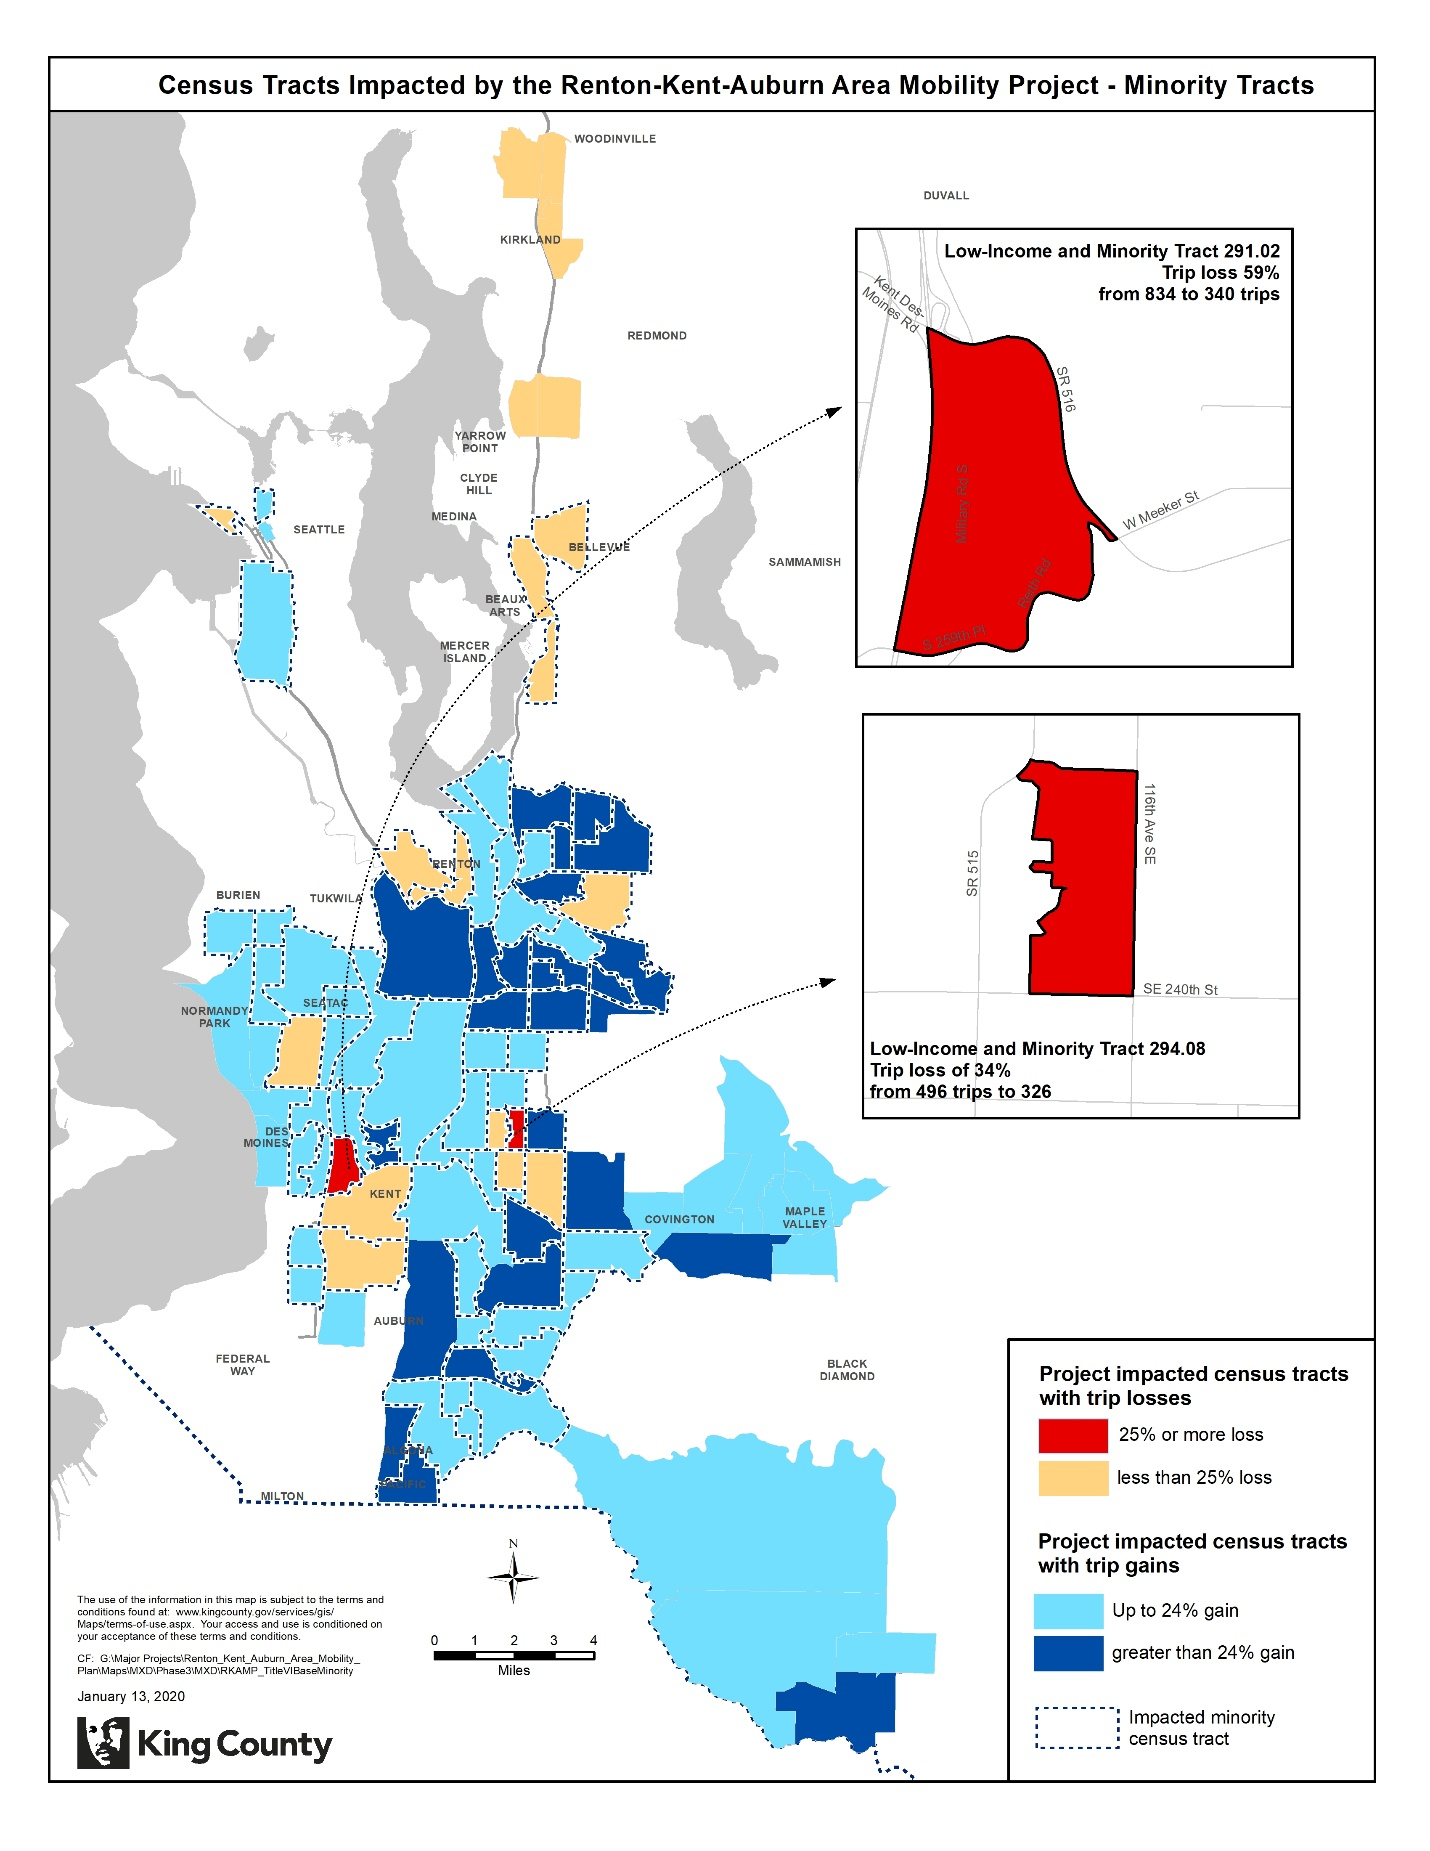 Census Tracts Impacted by the Renton-Kent-Auburn Area Mobility Project - Minority Tracts
WOODINVILLE
DUVALL
KIRKLAND
REDMOND
YARROW
POINT
CLYDE
HILL
MEDINA
SEATTLE
BELLEVUE
SAMMAMISH
BEAUX
ARTS
MERCER
ISLAND
RENTON
BURIEN
TUKWILA
SEATAC
NORMANDY
PARK
DES
MOINES
KENT
COVINGTON
MAPLE
VALLEY
AUBURN
FEDERAL
WAY
BLACK
DIAMOND
ALGONA
PACIFIC
MILTON
Low-Income and Minority Tract 291.02
Trip loss 59%
from 834 to 340 trips
Kent Des-
Moines Rd
SR 516
Military Rd S
W Meeker St
Reith Rd
S 259th Pl
SR 515
116th Ave SE
SE 240th St
Low-Income and Minority Tract 294.08
Trip loss of 34%
from 496 trips to 326
Project impacted census tracts
with trip losses
25% or more loss
less than 25% loss
Project impacted census tracts
with trip gains
Up to 24% gain
greater than 24% gain
Impacted minority
census tract
N
0 1 2 3 4
Miles
The use of the information in this map is subject to the terms and
conditions found at: www.kingcounty.gov/services/gis/
Maps/terms-of-use.aspx. Your access and use is conditioned on
your acceptance of these terms and conditions.
CF: G:\Major Projects\Renton_Kent_Auburn_Area_Mobility_
Plan\Maps\MXD\Phase3\MXD\RKAMP_TitleVIBaseMinority
January 13, 2020
King County